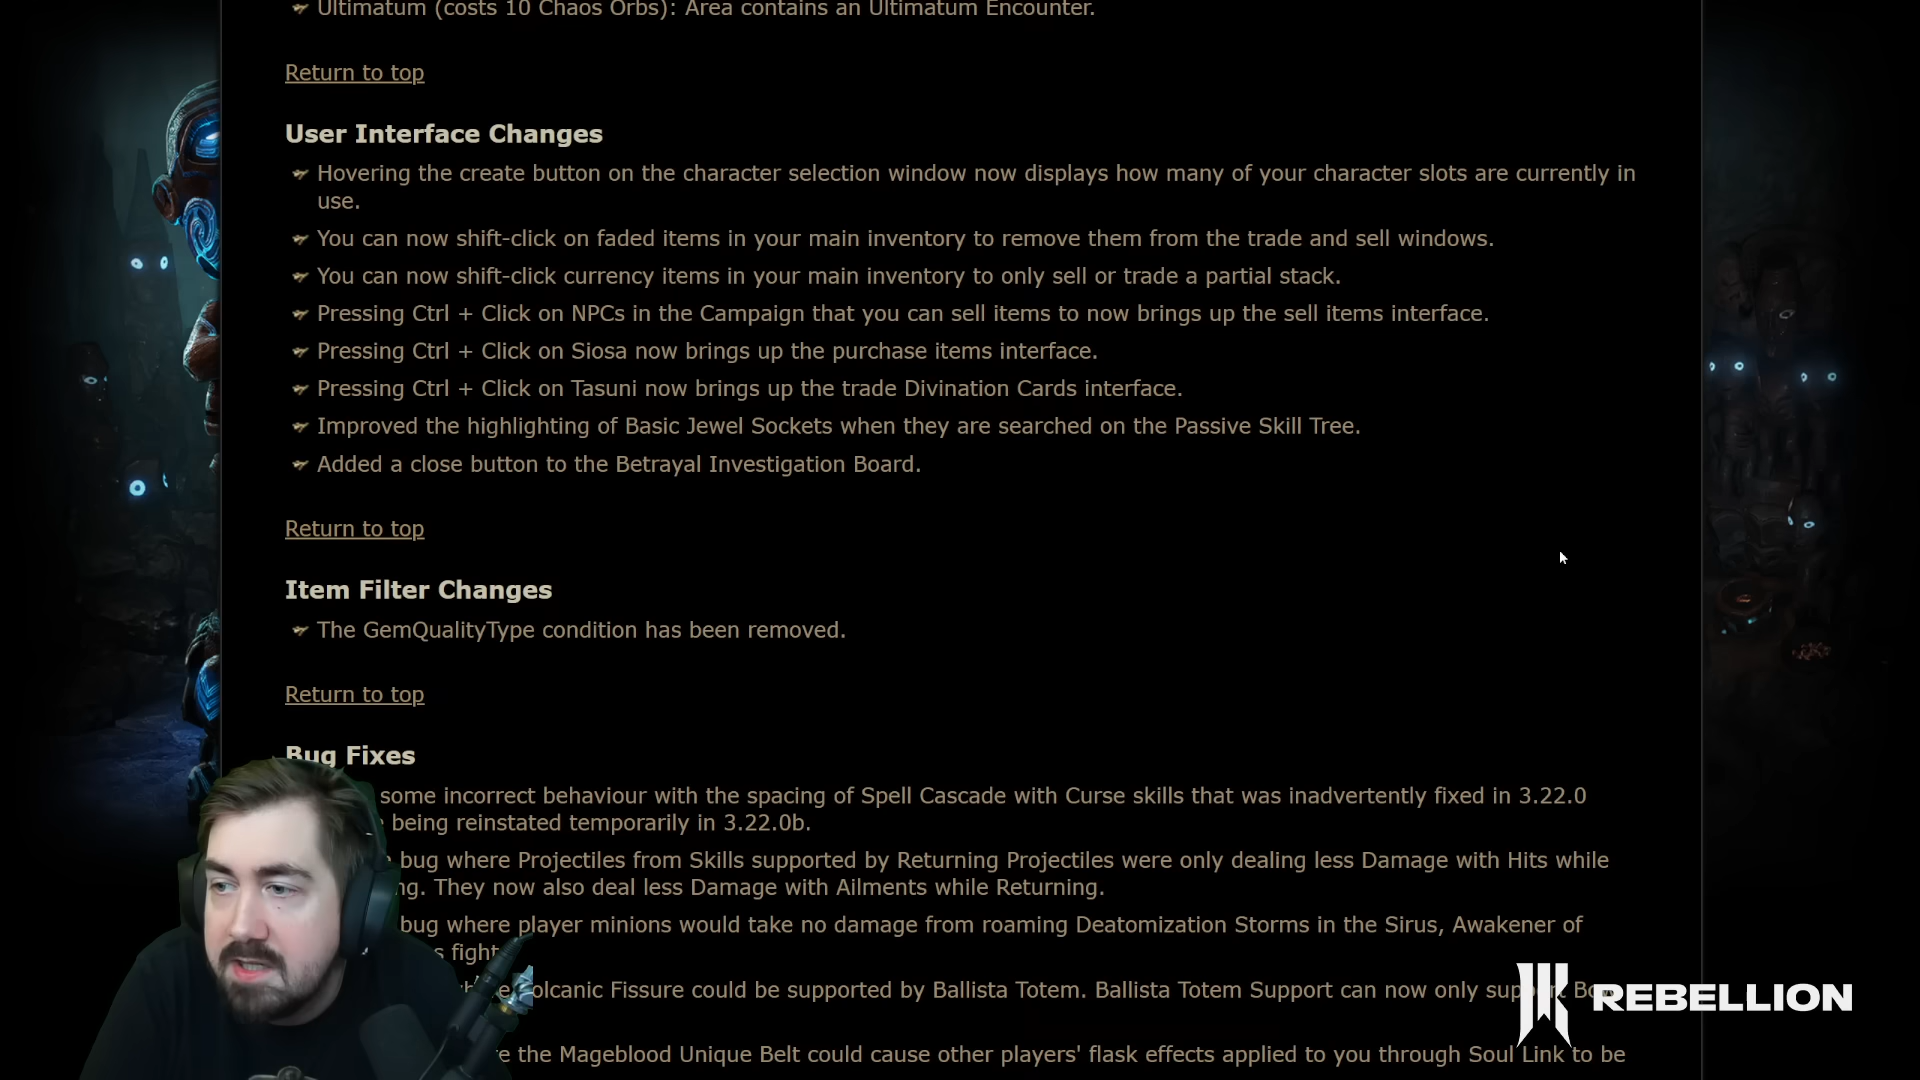 Ultimatum (costs 10 Chaos Orbs): Area contains an Ultimatum Encounter.
Return to top
User Interface Changes
Hovering the create button on the character selection window now displays how many of your character slots are currently in
use.
You can now shift-click on faded items in your main inventory to remove them from the trade and sell windows.
You can now shift-click currency items in your main inventory to only sell or trade a partial stack.
Pressing Ctrl + Click on NPCs in the Campaign that you can sell items to now brings up the sell items interface.
Pressing Ctrl + Click on Siosa now brings up the purchase items interface.
Pressing Ctrl + Click on Tasuni now brings up the trade Divination Cards interface.
Improved the highlighting of Basic Jewel Sockets when they are searched on the Passive Skill Tree.
Added a close button to the Betrayal Investigation Board.
Return to top
Item Filter Changes
The GemQualityType condition has been removed.
Return to top
Bug Fixes
some incorrect behaviour with the spacing of Spell Cascade with Curse skills that was inadvertently fixed in 3.22.0
being reinstated temporarily in 3.22.0b.
bug where Projectiles from Skills supported by Returning Projectiles were only dealing less Damage with Hits while
They now also deal less Damage with Ailments while Returning.
bug where player minions would take no damage from roaming Deatomization Storms in the Sirus, Awakener of
fight
Volcanic Fissure could be supported by Ballista Totem. Ballista Totem Support can now only support
REBELLION
the Mageblood Unique Belt could cause other players' flask effects applied to you through Soul Link to be